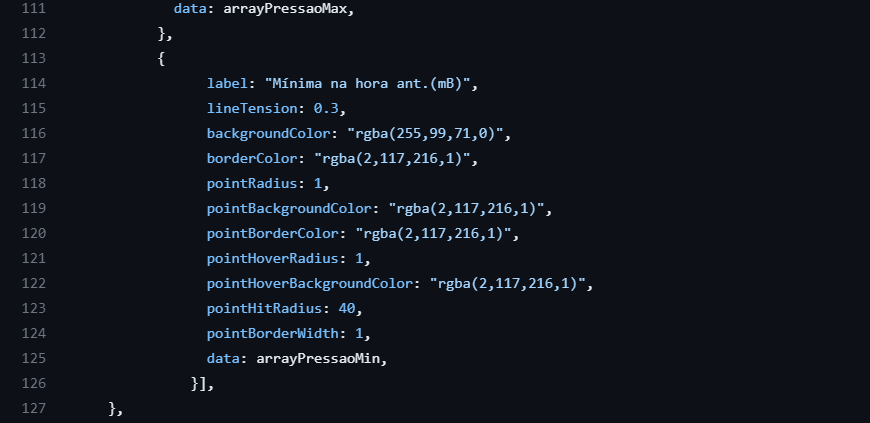 111 data: arrayPressaoMax,
112 },
113 {
114 label: "Mínima na hora ant.(mB)",
115 lineTension: 0.3,
116 backgroundColor: "rgba(255,99,71,0)",
117 borderColor: "rgba(2,117,216,1)",
118 pointRadius: 1,
119 pointBackgroundColor: "rgba(2,117,216,1)",
120 pointBorderColor: "rgba(2,117,216,1)",
121 pointHoverRadius: 1,
122 pointHoverBackgroundColor: "rgba(2,117,216,1)",
123 pointHitRadius: 40,
124 pointBorderWidth: 1,
125 data: arrayPressaoMin,
126 }],
127 },